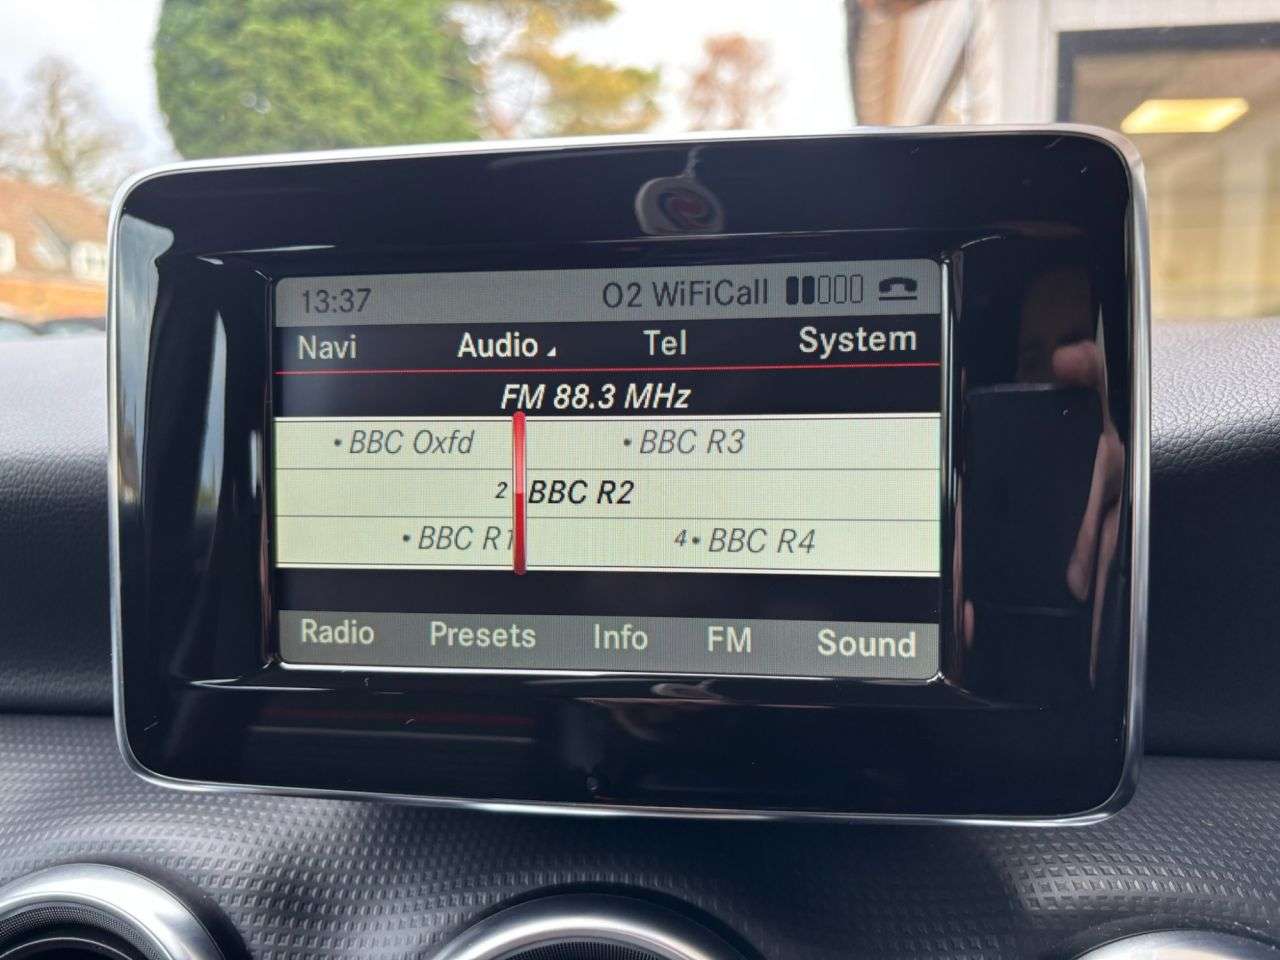 13:37 O2 WiFiCall
Navi Audio Tel System
FM 88.3 MHz
• BBC Oxfd • BBC R3
2 BBC R2
• BBC R1 4• BBC R4
Radio Presets Info FM Sound